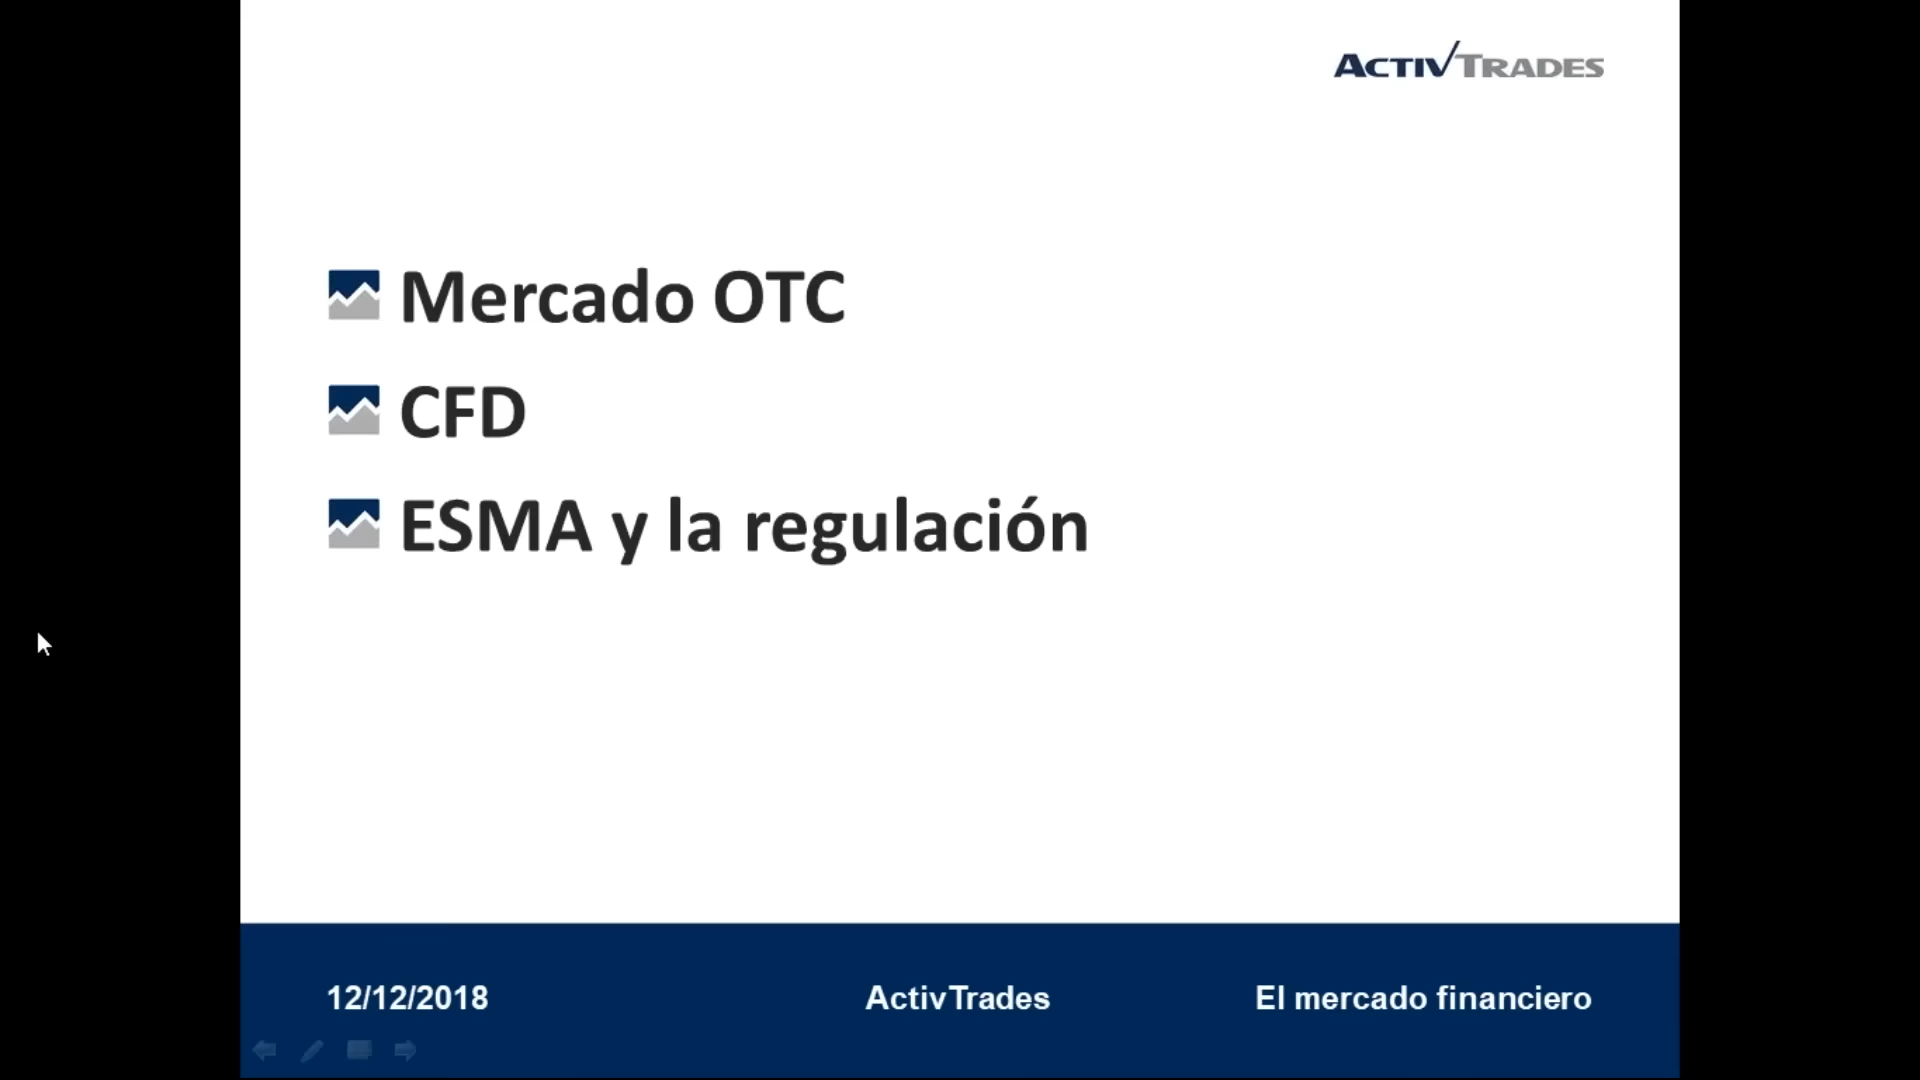 ACTIVTRADES
Mercado OTC
CFD
ESMA y la regulación
12/12/2018
ActivTrades
El mercado financiero